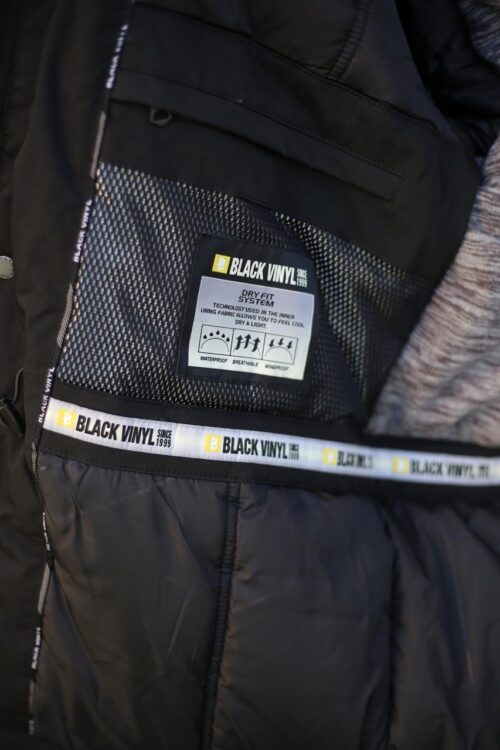 B BLACK VINYL SINCE 1999
DRY FIT
SYSTEM
TECHNOLOGY USED IN THE INNER
LINING FABRIC ALLOWS YOU TO FEEL COOL
DRY & LIGHT.
WATERPROOF BREATHABLE WINDPROOF
B BLACK VINYL SINCE 1999 B BLACK VINYL SINCE 1999
BLACK VINYL
BLACK VINYL